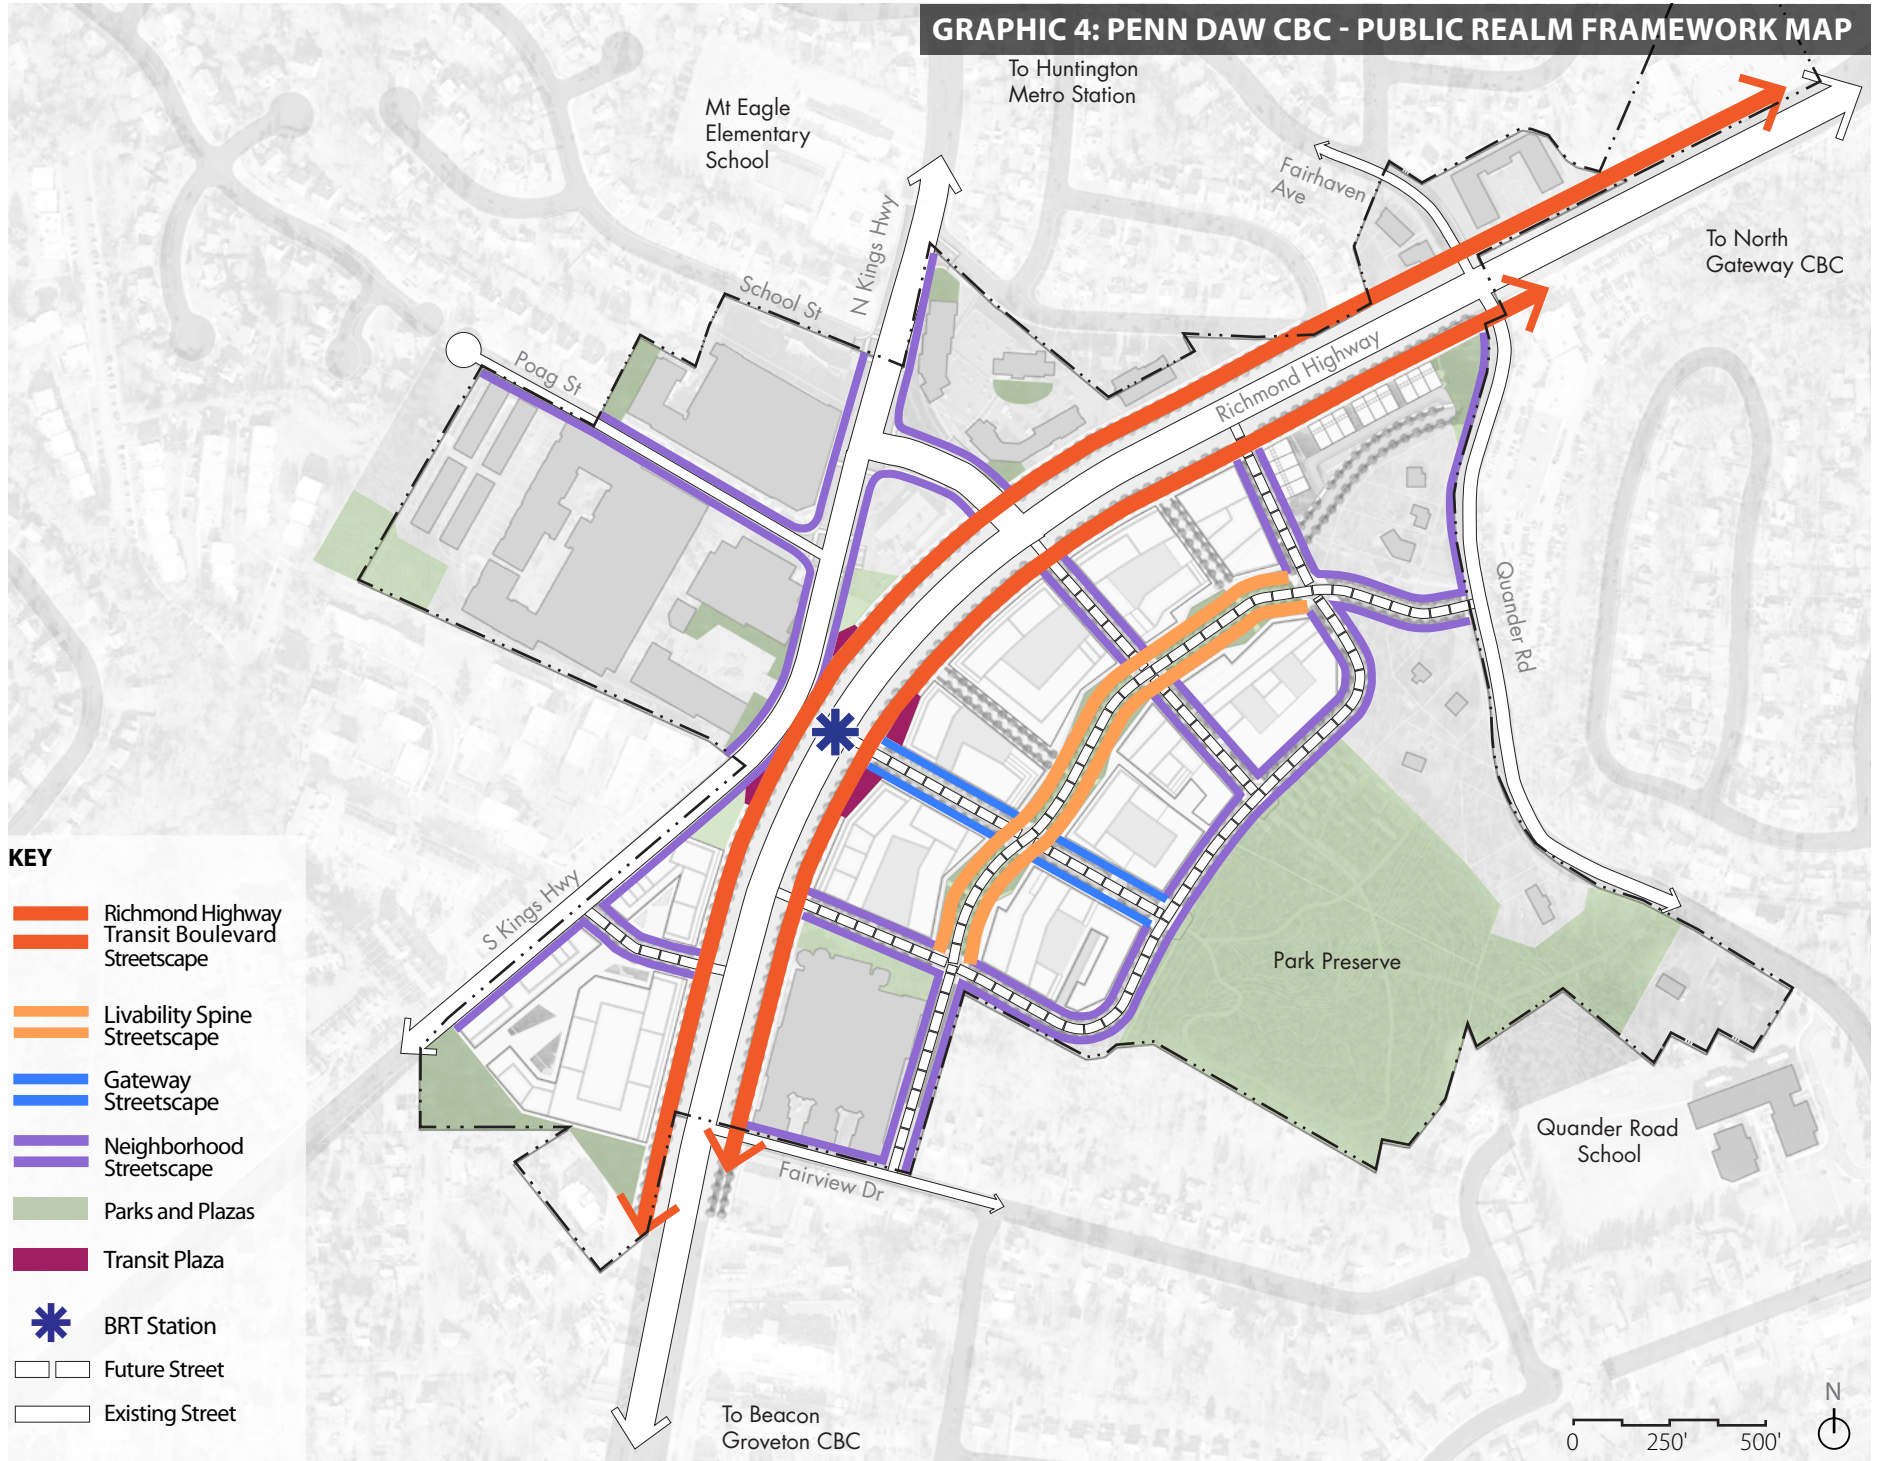 GRAPHIC 4: PENN DAW CBC - PUBLIC REALM FRAMEWORK MAP
To Huntington
Metro Station
Mt Eagle
Elementary
School
Fairhaven
Ave
N Kings Hwy
To North
Gateway CBC
School St
Poag St
Richmond Highway
Quander Rd
S Kings Hwy
Park Preserve
Quander Road
School
Fairview Dr
To Beacon
Groveton CBC
KEY
Richmond Highway
Transit Boulevard
Streetscape
Livability Spine
Streetscape
Gateway
Streetscape
Neighborhood
Streetscape
Parks and Plazas
Transit Plaza
BRT Station
Future Street
Existing Street
N
0 250' 500'